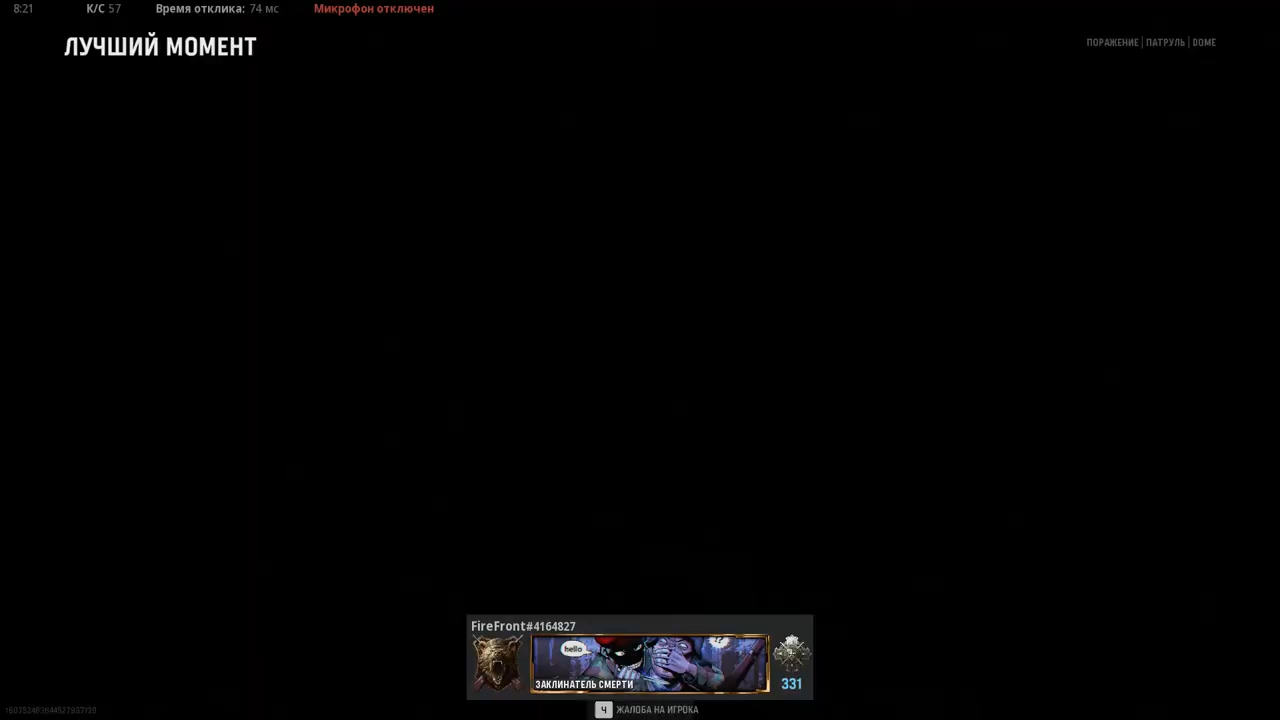 8:21 К/С 57 Время отклика: 74 мс Микрофон отключен
ЛУЧШИЙ МОМЕНТ
ПОРАЖЕНИЕ | ПАТРУЛЬ | DOME
FireFront#4164827
hello
!?
ЗАКЛИНАТЕЛЬ СМЕРТИ
331
Ч ЖАЛОБА НА ИГРОКА